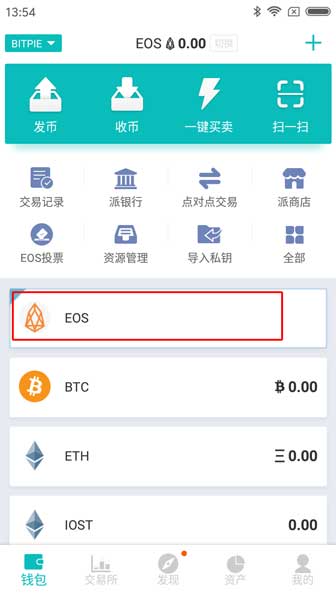 13:54
BITPIE
EOS 0.00 切换
发币 收币 一键买卖 扫一扫
交易记录 派银行 点对点交易 派商店
EOS投票 资源管理 导入私钥 全部
EOS
BTC 0.00
ETH Ξ 0.00
IOST 0.00
钱包 交易所 发现 资产 我的